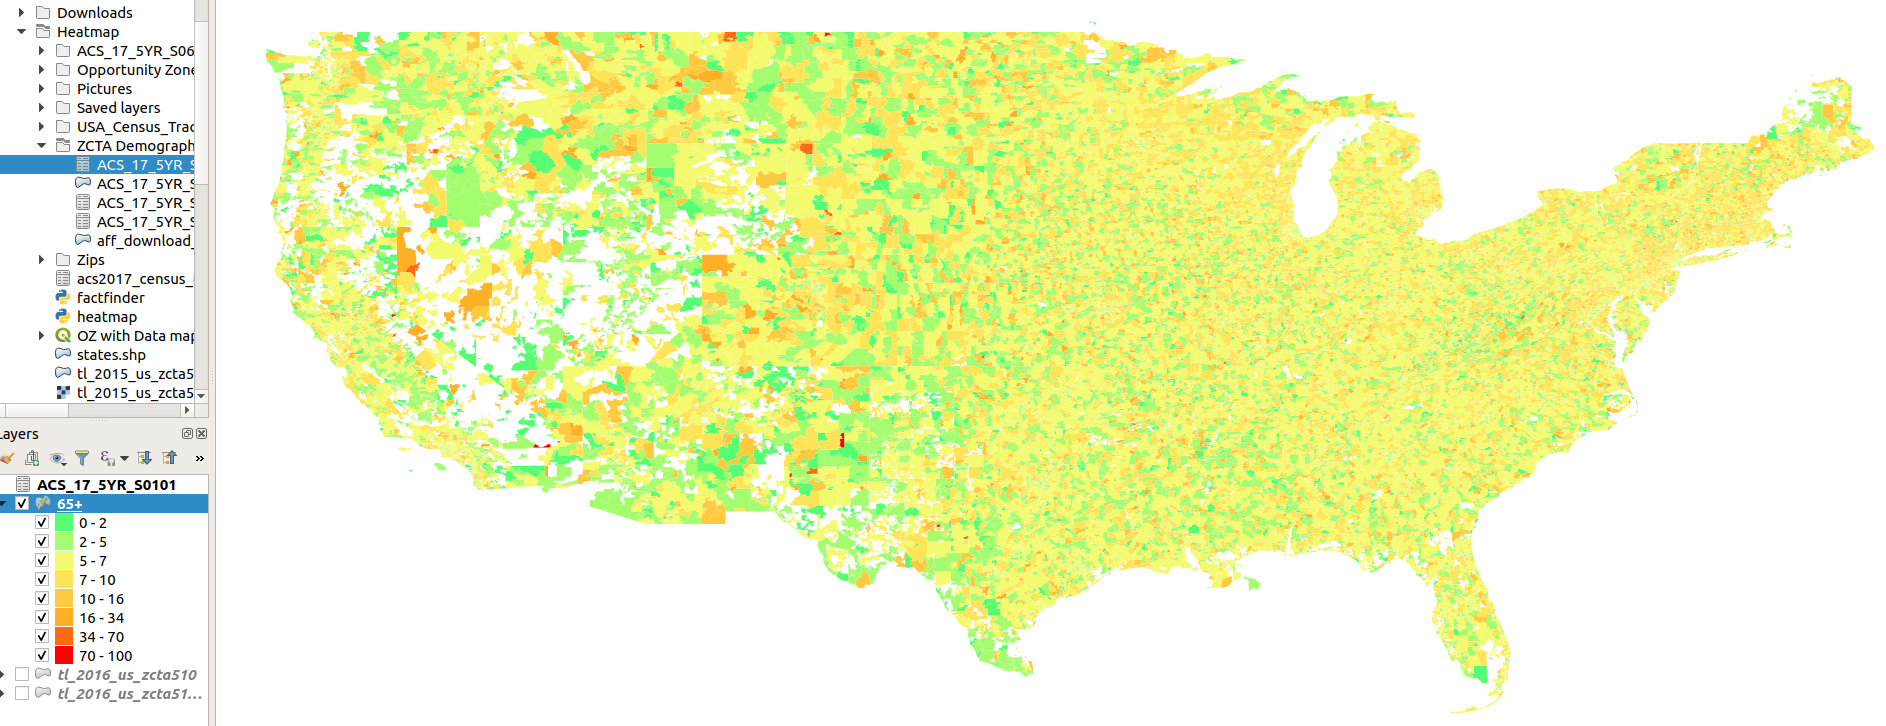 Downloads
Heatmap
ACS_17_5YR_S06
Opportunity Zone
Pictures
Saved layers
USA_Census_Trac
ZCTA Demograph
ACS_17_5YR_S
ACS_17_5YR_S
ACS_17_5YR_S
ACS_17_5YR_S
aff_download_
Zips
acs2017_census_
factfinder
heatmap
OZ with Data map
states.shp
tl_2015_us_zcta5
tl_2015_us_zcta5
Layers
»
ACS_17_5YR_S0101
65+
0 - 2
2 - 5
5 - 7
7 - 10
10 - 16
16 - 34
34 - 70
70 - 100
tl_2016_us_zcta510
tl_2016_us_zcta51...